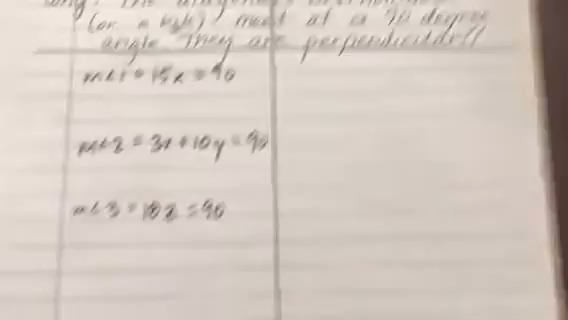 (or a kite) meet at a 90 degree
angle they are perpendicular!!
m<1 = 15x = 90
m<2 = 3x+10y = 90
m<3 = 10z = 90